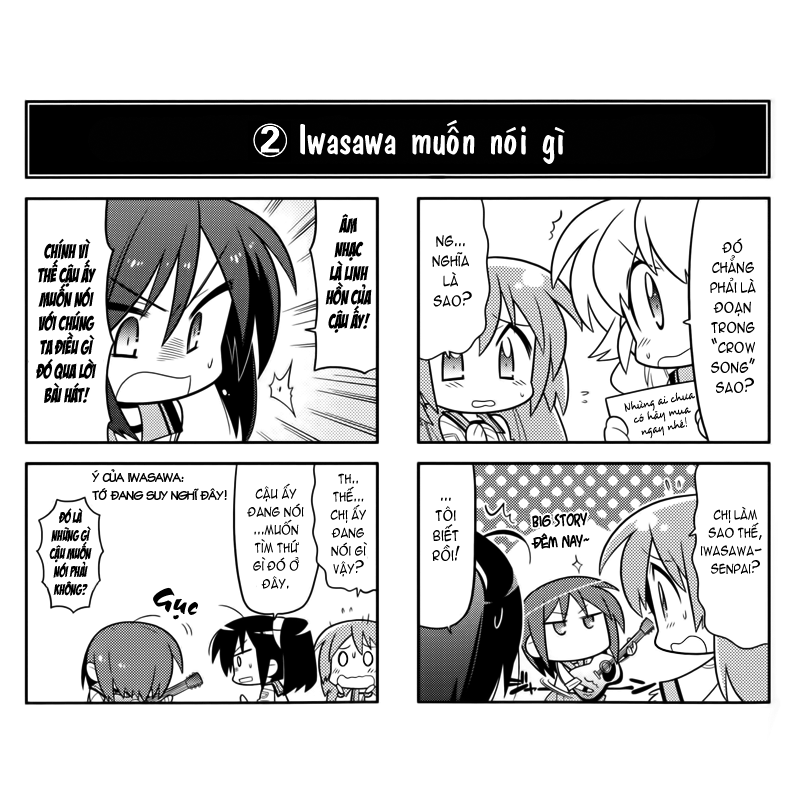 ② Iwasawa muốn nói gì
ĐÓ
CHẲNG
PHẢI LÀ
ĐOẠN
TRONG
"CROW
SONG"
SAO?
NG...
NGHĨA
LÀ
SAO?
Những ai chưa
có hãy mua
ngay nhé!
CHỊ LÀM
SAO THẾ,
IWASAWA-
SENPAI?
BIG STORY
ĐÊM NAY~
...
TÔI
BIẾT
RỒI!
ÂM
NHẠC
LÀ LINH
HỒN CỦA
CẬU ẤY!
CHÍNH VÌ
THẾ CẬU ẤY
MUỐN NÓI
VỚI CHÚNG
TA ĐIỀU GÌ
ĐÓ QUA LỜI
BÀI HÁT!
TH..
THẾ,
CHỊ ẤY
ĐANG
NÓI GÌ
VẬY?
CẬU ẤY
ĐANG NÓI
...MUỐN
TÌM THỨ
GÌ ĐÓ Ở
ĐÂY.
Ý CỦA IWASAWA:
TỚ ĐANG SUY NGHĨ ĐÂY!
ĐÓ LÀ
NHỮNG GÌ
CẬU MUỐN
NÓI PHẢI
KHÔNG?
Gục